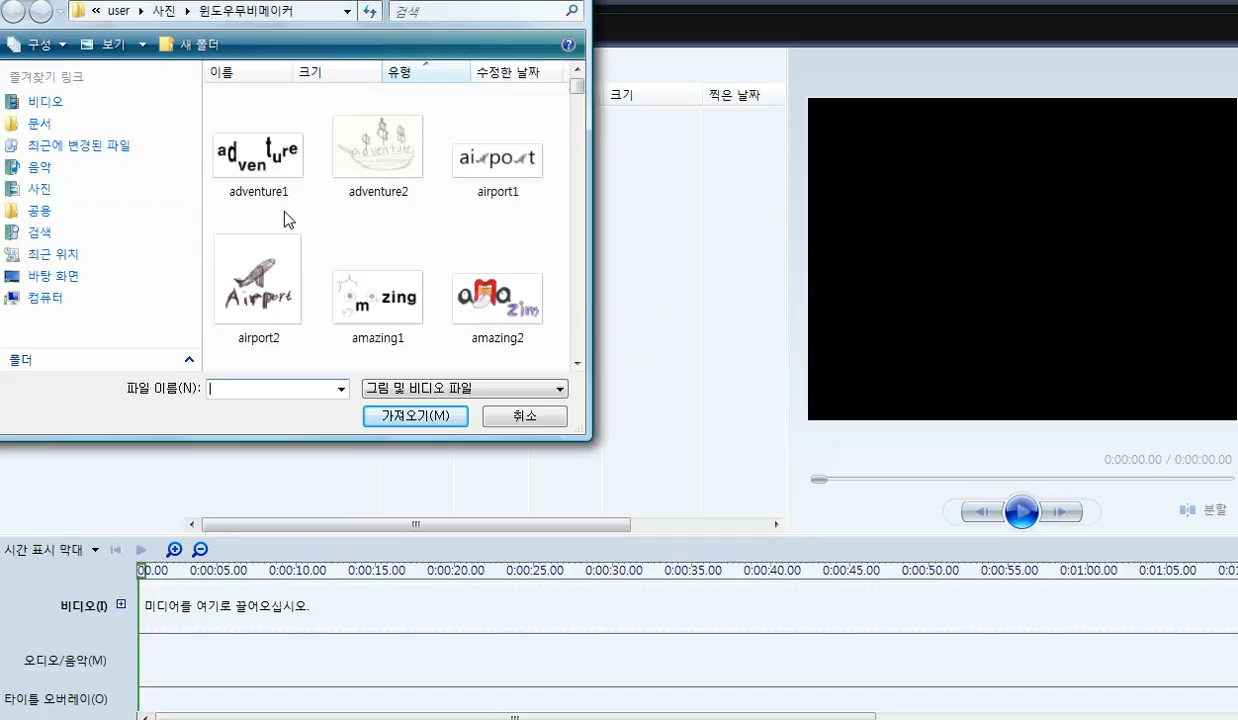 « user ▸ 사진 ▸ 윈도우무비메이커
검색
구성 보기 새 폴더
즐겨찾기 링크
비디오
문서
최근에 변경된 파일
음악
사진
공용
검색
최근 위치
바탕 화면
컴퓨터
폴더
이름 크기 유형 수정한 날짜
adventure
adventure
airport
adventure1 adventure2 airport1
Airport
m zing
ama zing
airport2 amazing1 amazing2
파일 이름(N): 그림 및 비디오 파일
가져오기(M) 취소
크기 찍은 날짜
0:00:00.00 / 0:00:00.00
분할
시간 표시 막대
00.00 0:00:05.00 0:00:10.00 0:00:15.00 0:00:20.00 0:00:25.00 0:00:30.00 0:00:35.00 0:00:40.00 0:00:45.00 0:00:50.00 0:00:55.00 0:01:00.00 0:01:05.00 0:01
비디오(I) 미디어를 여기로 끌어오십시오.
오디오/음악(M)
타이틀 오버레이(O)